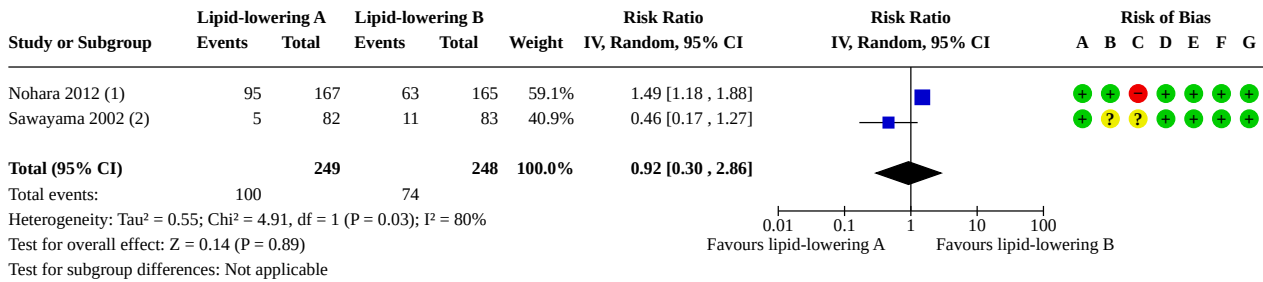 Lipid-lowering A Lipid-lowering B Risk Ratio Risk Ratio Risk of Bias
Study or Subgroup Events Total Events Total Weight IV, Random, 95% CI IV, Random, 95% CI A B C D E F G
Nohara 2012 (1) 95 167 63 165 59.1% 1.49 [1.18 , 1.88] + + − + + + +
Sawayama 2002 (2) 5 82 11 83 40.9% 0.46 [0.17 , 1.27] + ? ? + + + +
Total (95% CI) 249 248 100.0% 0.92 [0.30 , 2.86]
Total events: 100 74
Heterogeneity: Tau² = 0.55; Chi² = 4.91, df = 1 (P = 0.03); I² = 80%
0.01 0.1 1 10 100
Test for overall effect: Z = 0.14 (P = 0.89) Favours lipid-lowering A Favours lipid-lowering B
Test for subgroup differences: Not applicable